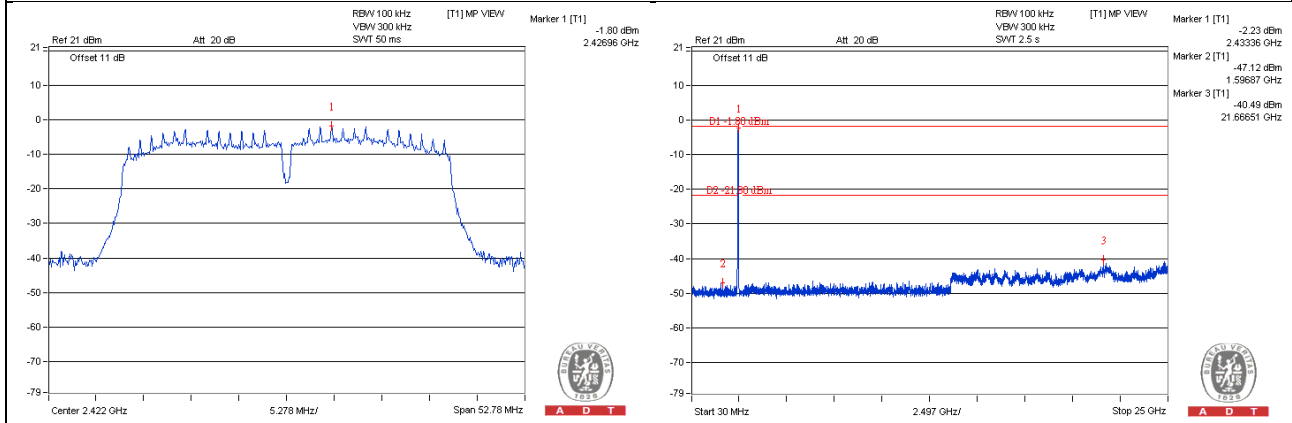 RBW 100 kHz [T1] MP VIEW
VBW 300 kHz
Ref 21 dBm Att 20 dB SWT 50 ms
Marker 1 [T1]
-1.80 dBm
2.42696 GHz
21
Offset 11 dB
10
0
-10
-20
-30
-40
-50
-60
-70
-79
1
Center 2.422 GHz 5.278 MHz/ Span 52.78 MHz
BUREAU VERITAS
1828
A D T
RBW 100 kHz [T1] MP VIEW
VBW 300 kHz
Ref 21 dBm Att 20 dB SWT 2.5 s
Marker 1 [T1]
-2.23 dBm
2.43336 GHz
Marker 2 [T1]
-47.12 dBm
1.59687 GHz
Marker 3 [T1]
-40.49 dBm
21.66651 GHz
21
Offset 11 dB
10
0
-10
-20
-30
-40
-50
-60
-70
-79
1
D1 -1.80 dBm
D2 -21.80 dBm
2
3
Start 30 MHz 2.497 GHz/ Stop 25 GHz
BUREAU VERITAS
1828
A D T